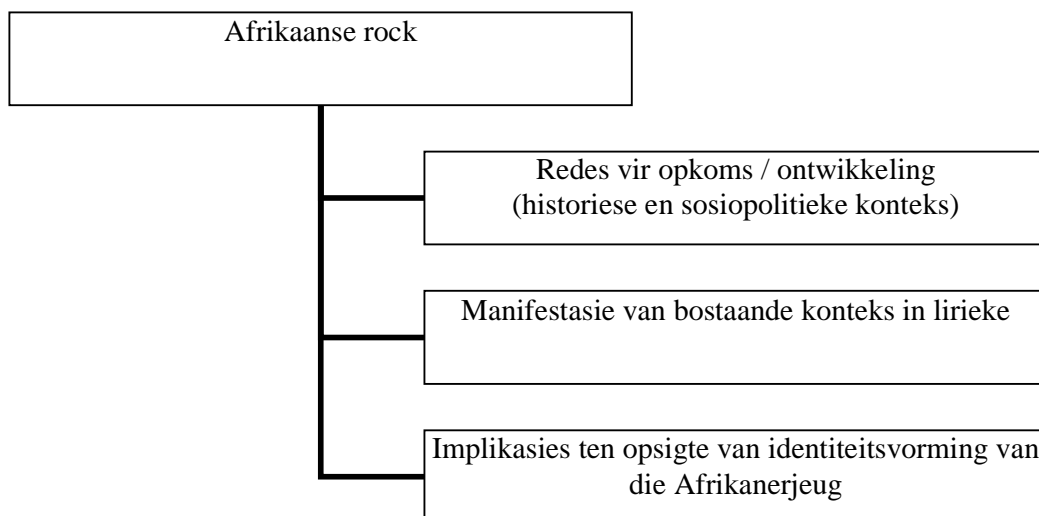 Afrikaanse rock
Redes vir opkoms / ontwikkeling
(historiese en sosiopolitieke konteks)
Manifestasie van bostaande konteks in lirieke
Implikasies ten opsigte van identiteitsvorming van
die Afrikanerjeug